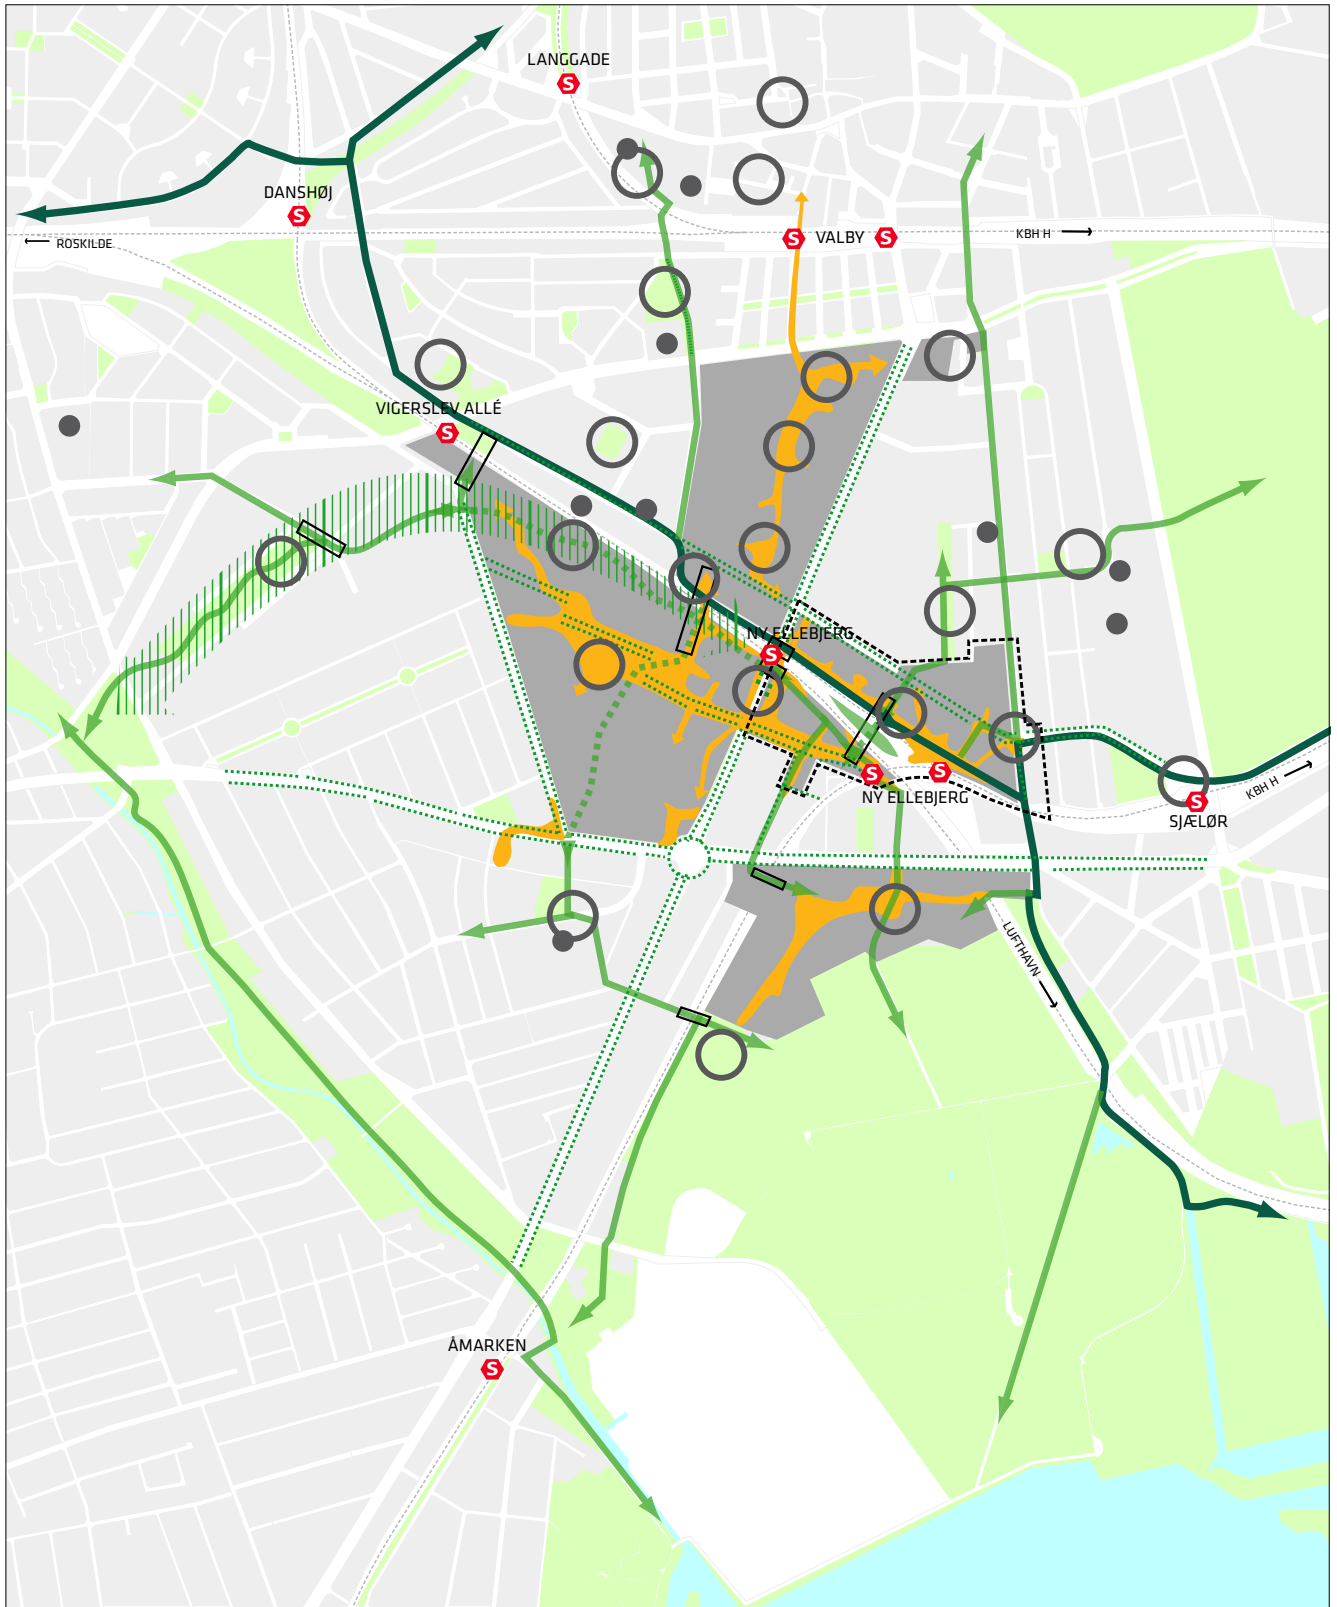 LANGGADE
S
DANSHØJ
S
← ROSKILDE
S VALBY S
KBH H →
VIGERSLEV ALLÉ
S
NY ELLEBJERG
S
S S
NY ELLEBJERG
KBH H →
S
SJÆLØR
LUFTHAVN →
ÅMARKEN
S